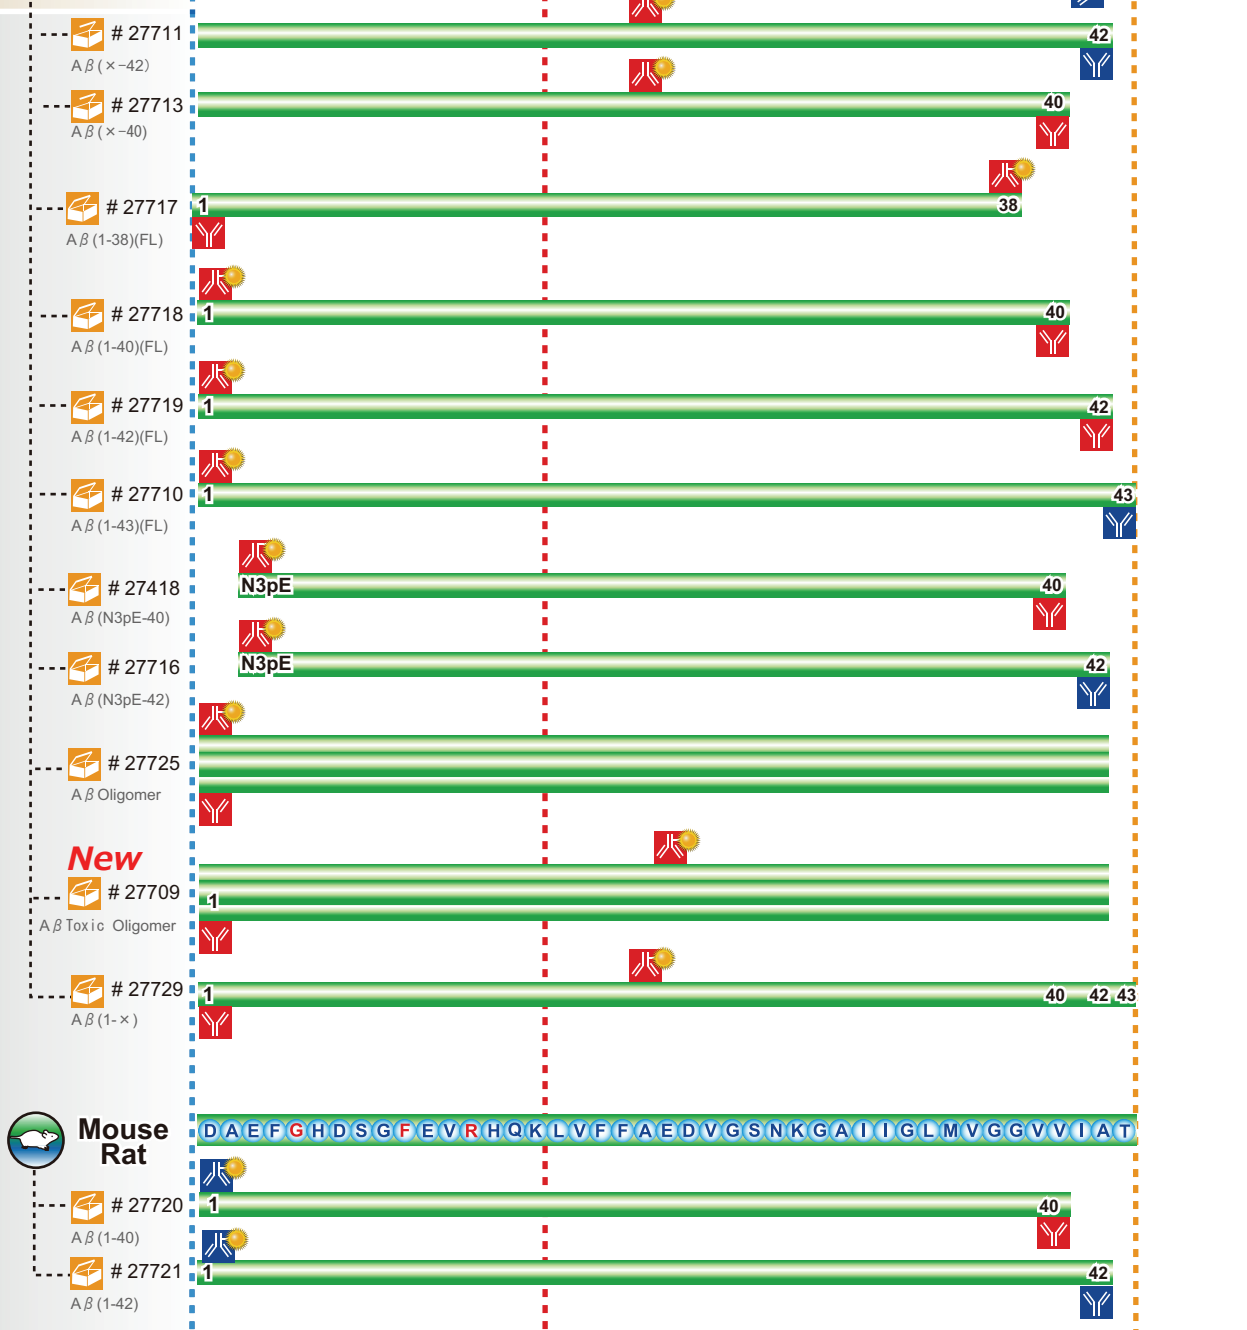 # 27711
42
Aβ(×-42)
# 27713
40
Aβ(×-40)
# 27717
1
38
Aβ(1-38)(FL)
# 27718
1
40
Aβ(1-40)(FL)
# 27719
1
42
Aβ(1-42)(FL)
# 27710
1
43
Aβ(1-43)(FL)
# 27418
N3pE
40
Aβ(N3pE-40)
# 27716
N3pE
42
Aβ(N3pE-42)
# 27725
Aβ Oligomer
New
# 27709
1
Aβ Toxic Oligomer
# 27729
1
40 42 43
Aβ(1-×)
Mouse
Rat
DAEFGHDSGFEVRHQKLVFFAEDVGSNKGAIIGLMVGGVVIAT
# 27720
1
40
Aβ(1-40)
# 27721
1
42
Aβ(1-42)